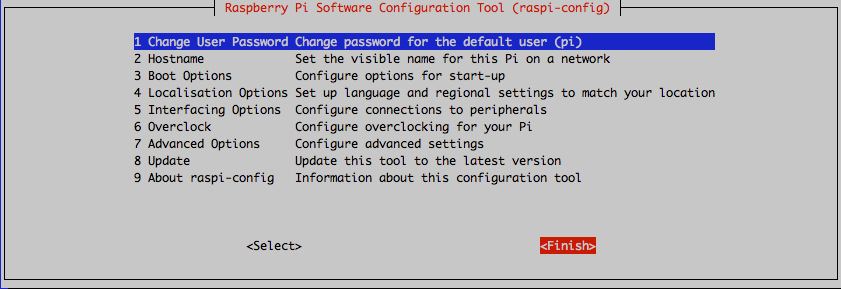 Raspberry Pi Software Configuration Tool (raspi-config)
1 Change User Password Change password for the default user (pi)
2 Hostname Set the visible name for this Pi on a network
3 Boot Options Configure options for start-up
4 Localisation Options Set up language and regional settings to match your location
5 Interfacing Options Configure connections to peripherals
6 Overclock Configure overclocking for your Pi
7 Advanced Options Configure advanced settings
8 Update Update this tool to the latest version
9 About raspi-config Information about this configuration tool
<Select> <Finish>